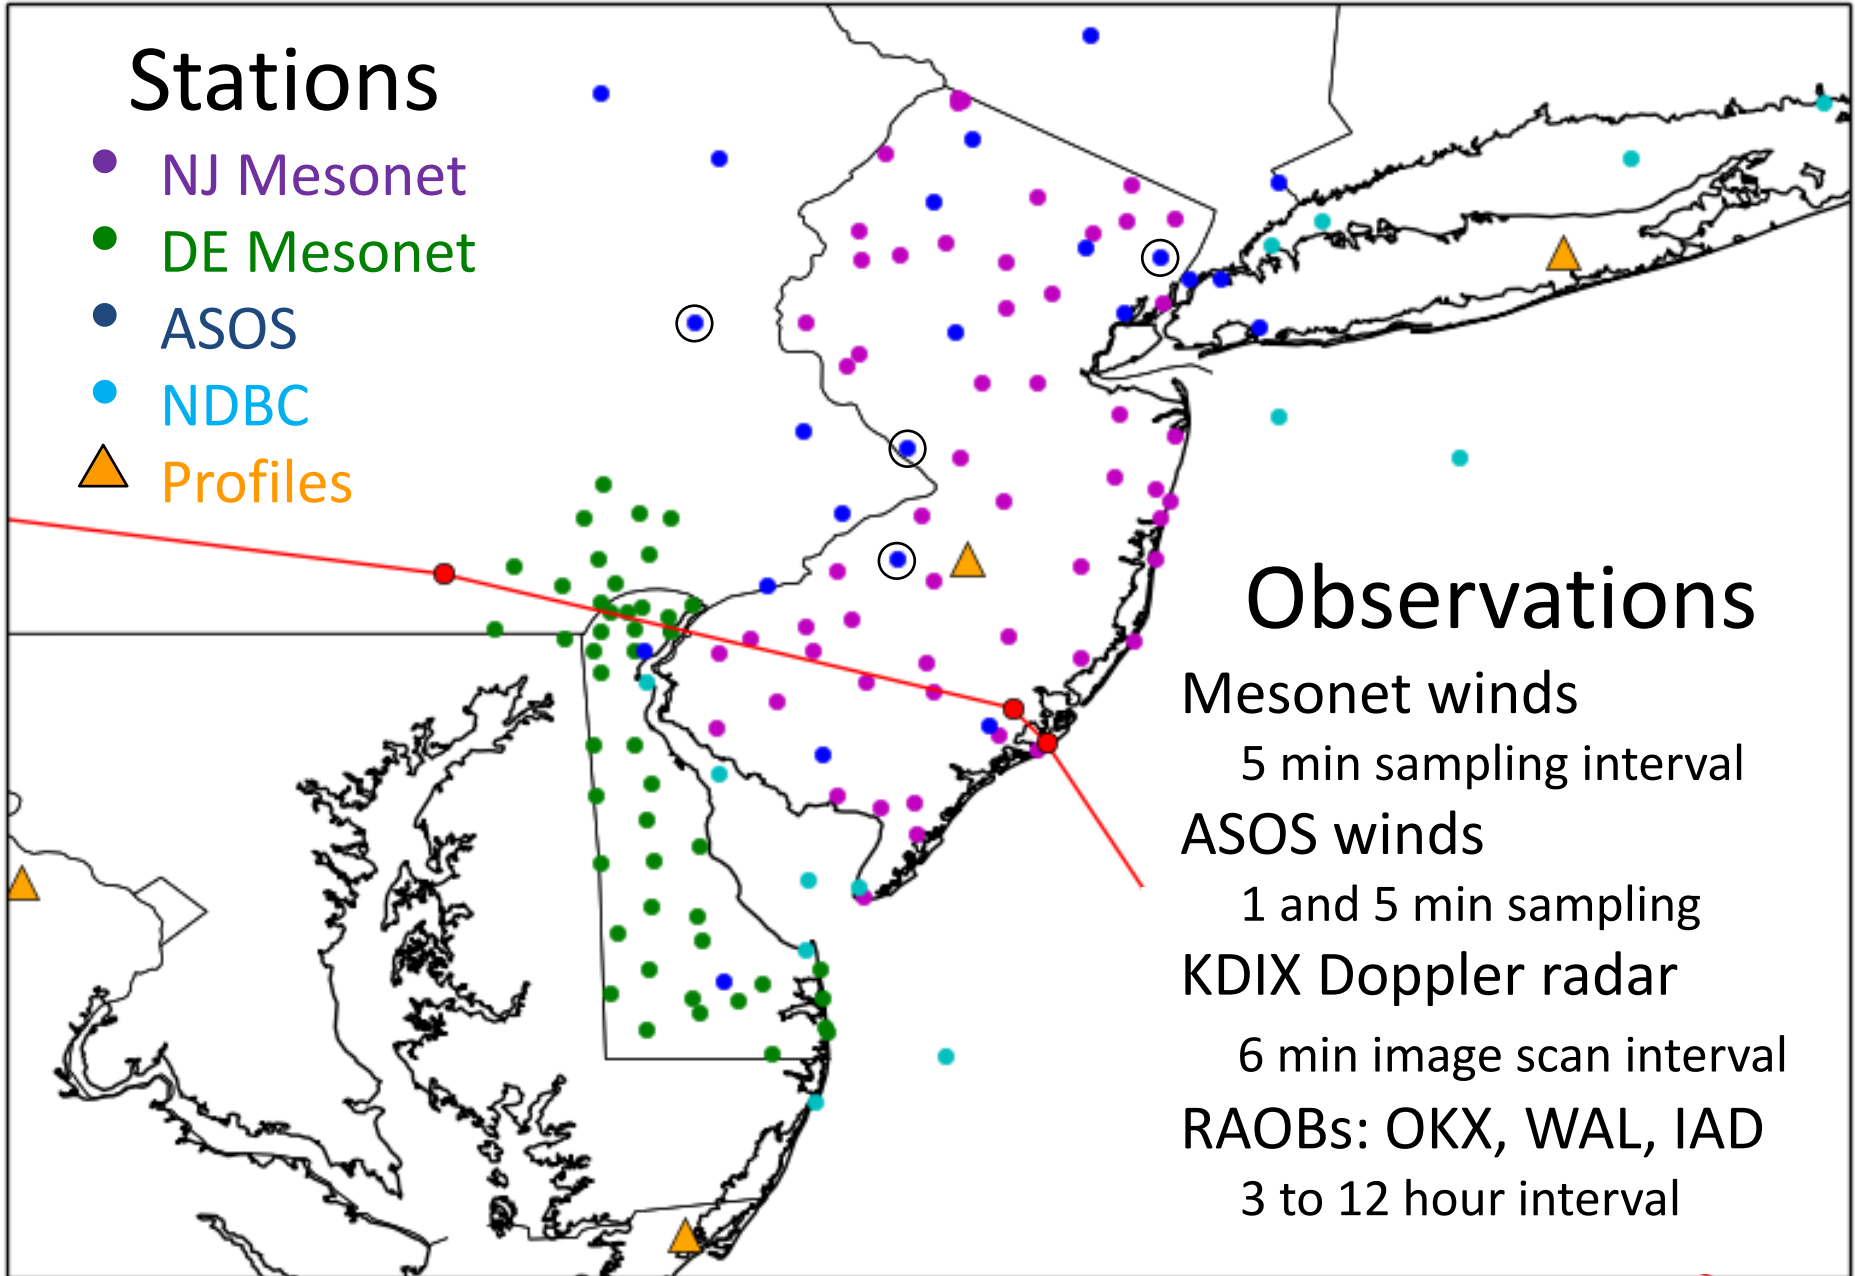 Stations
NJ Mesonet
DE Mesonet
ASOS
NDBC
Profiles
Observations
Mesonet winds
5 min sampling interval
ASOS winds
1 and 5 min sampling
KDIX Doppler radar
6 min image scan interval
RAOBs: OKX, WAL, IAD
3 to 12 hour interval